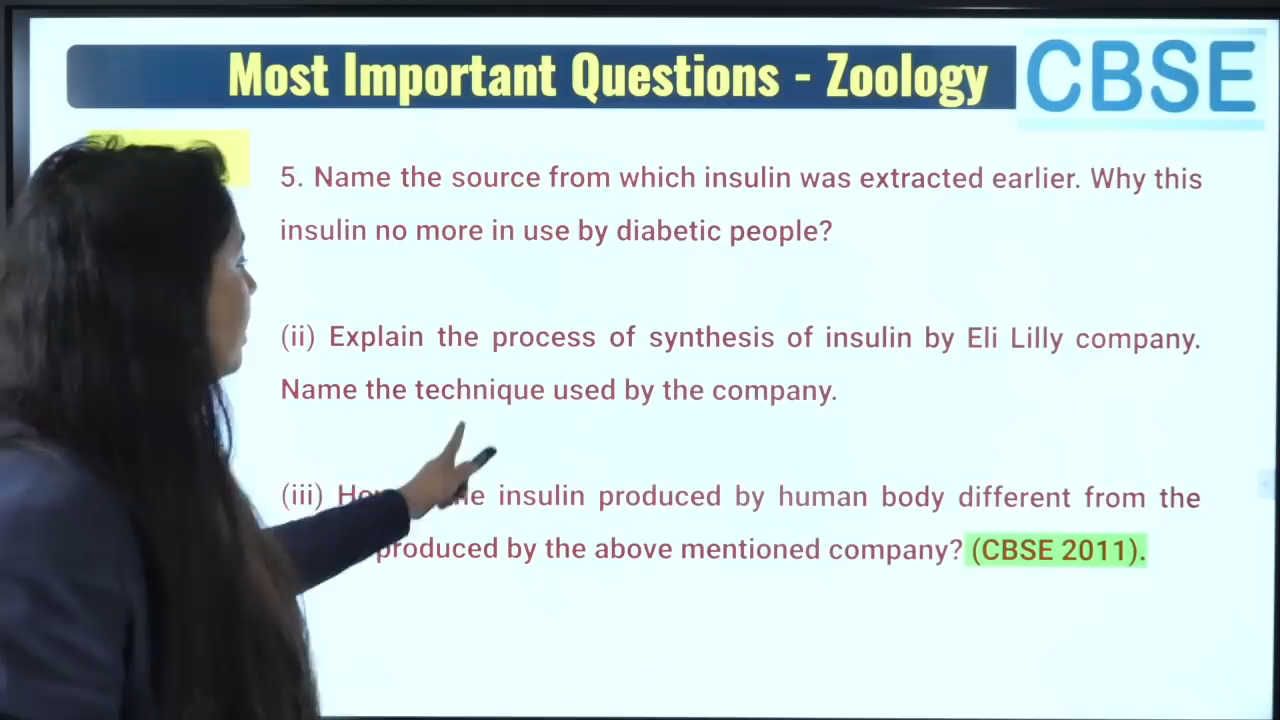 Most Important Questions - Zoology
CBSE
5. Name the source from which insulin was extracted earlier. Why this
insulin no more in use by diabetic people?
(ii) Explain the process of synthesis of insulin by Eli Lilly company.
Name the technique used by the company.
(iii) insulin produced by human body different from the
produced by the above mentioned company? (CBSE 2011).